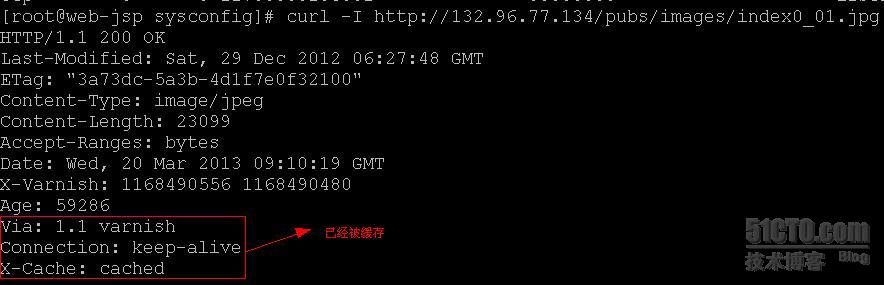 [root@web-jsp sysconfig]# curl -I http://132.96.77.134/pubs/images/index0_01.jpg
HTTP/1.1 200 OK
Last-Modified: Sat, 29 Dec 2012 06:27:48 GMT
ETag: "3a73dc-5a3b-4d1f7e0f32100"
Content-Type: image/jpeg
Content-Length: 23099
Accept-Ranges: bytes
Date: Wed, 20 Mar 2013 09:10:19 GMT
X-Varnish: 1168490556 1168490480
Age: 59286
Via: 1.1 varnish
Connection: keep-alive
X-Cache: cached
已经被缓存
51CTO.com
技术博客 Blog